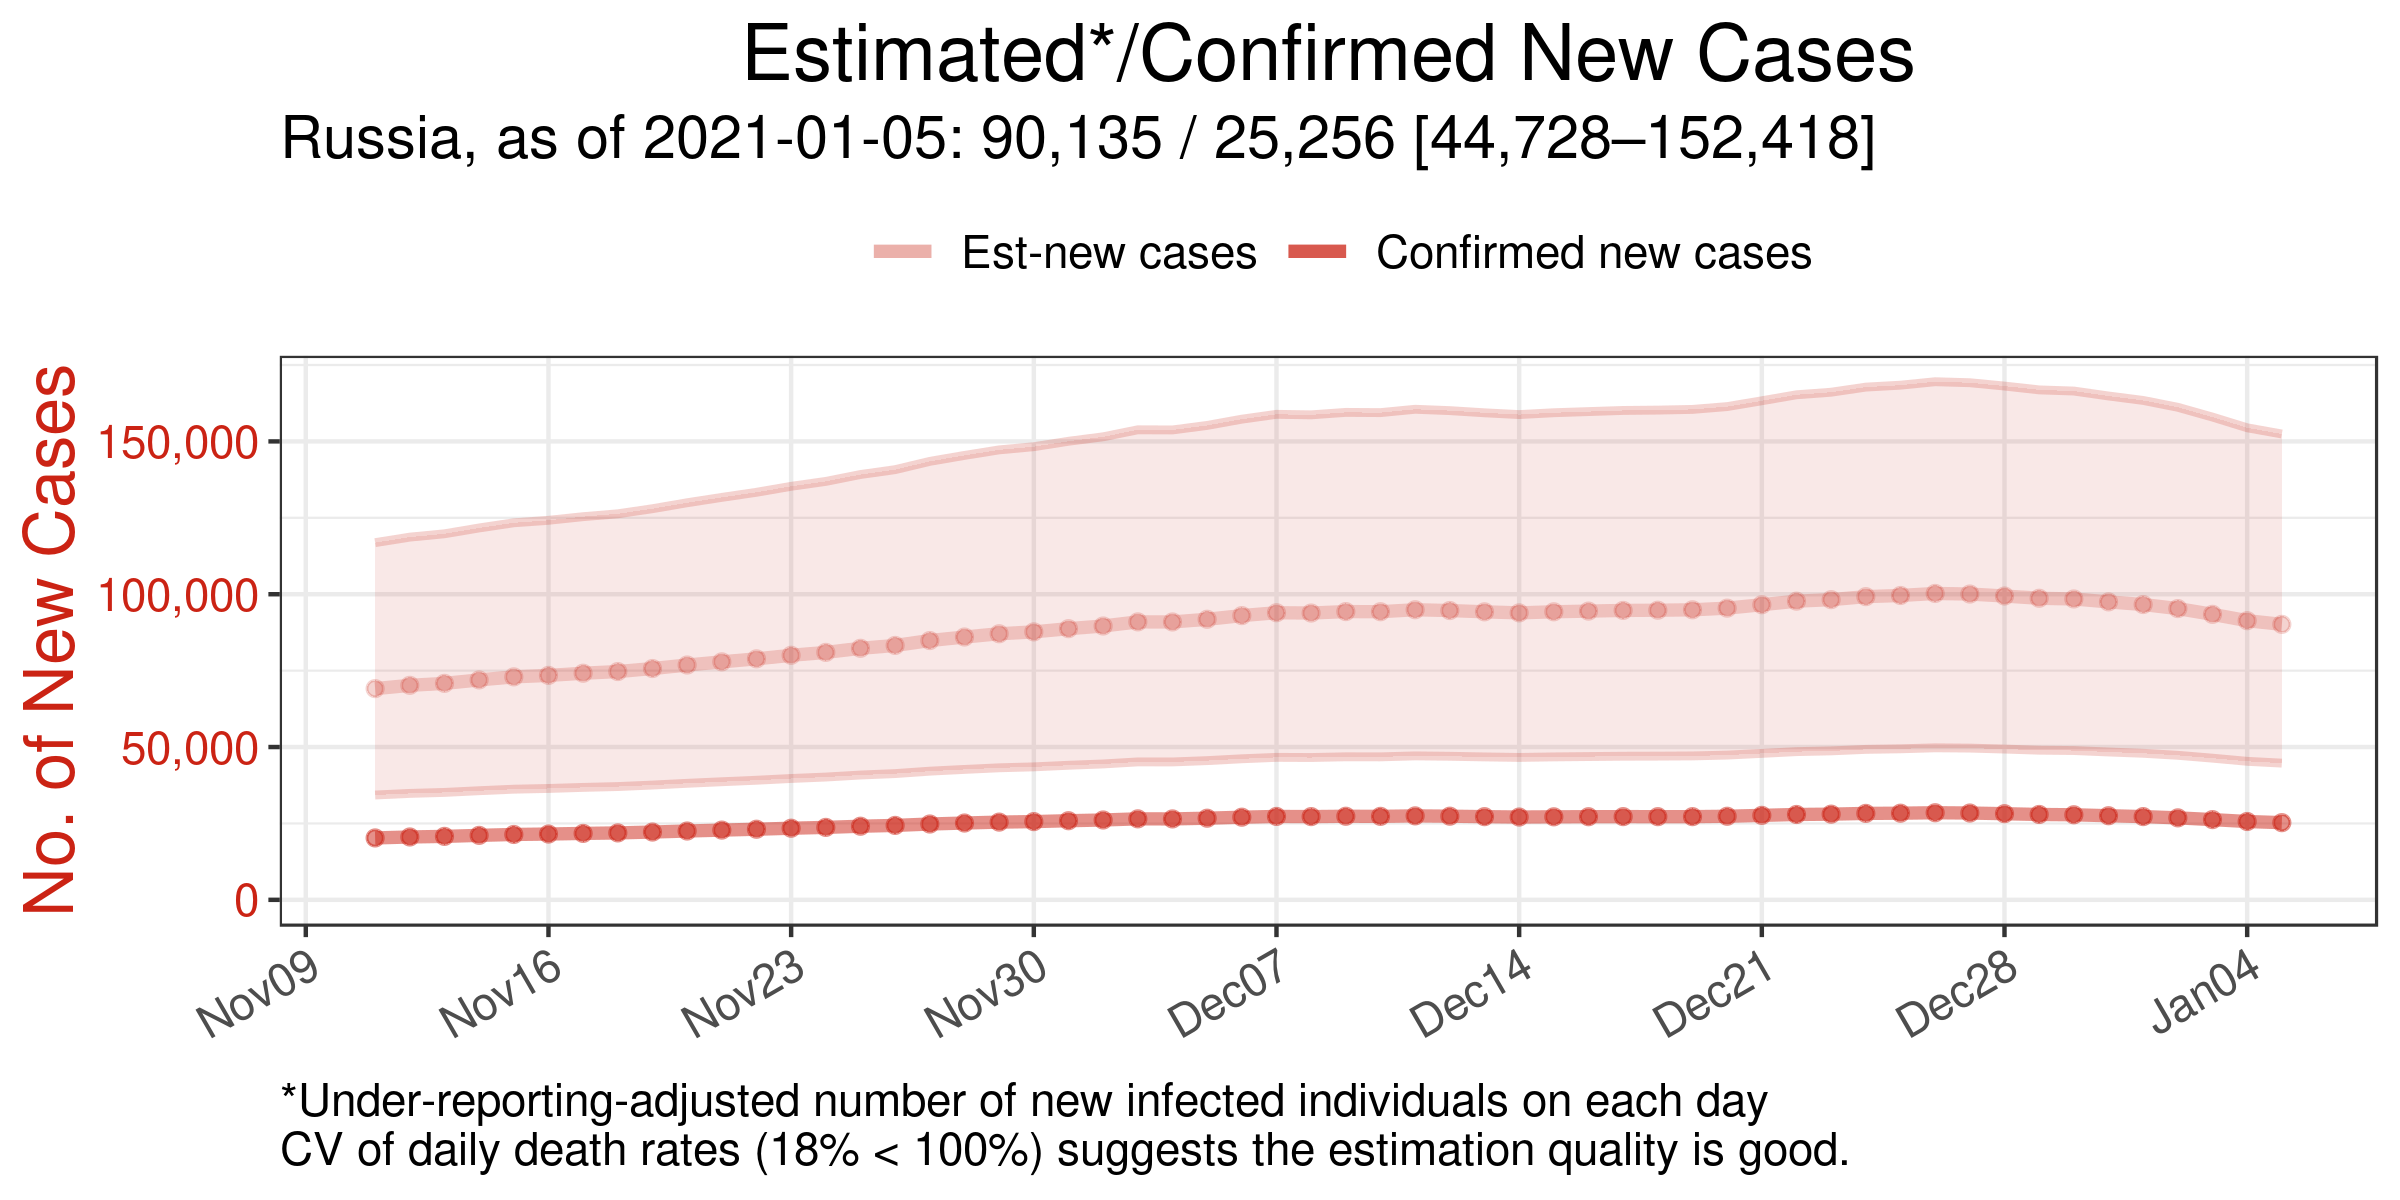 Estimated*/Confirmed New Cases
Russia, as of 2021-01-05: 90,135 / 25,256 [44,728–152,418]
Est-new cases
Confirmed new cases
No. of New Cases
150,000
100,000
50,000
0
Nov09
Nov16
Nov23
Nov30
Dec07
Dec14
Dec21
Dec28
Jan04
*Under-reporting-adjusted number of new infected individuals on each day
CV of daily death rates (18% < 100%) suggests the estimation quality is good.